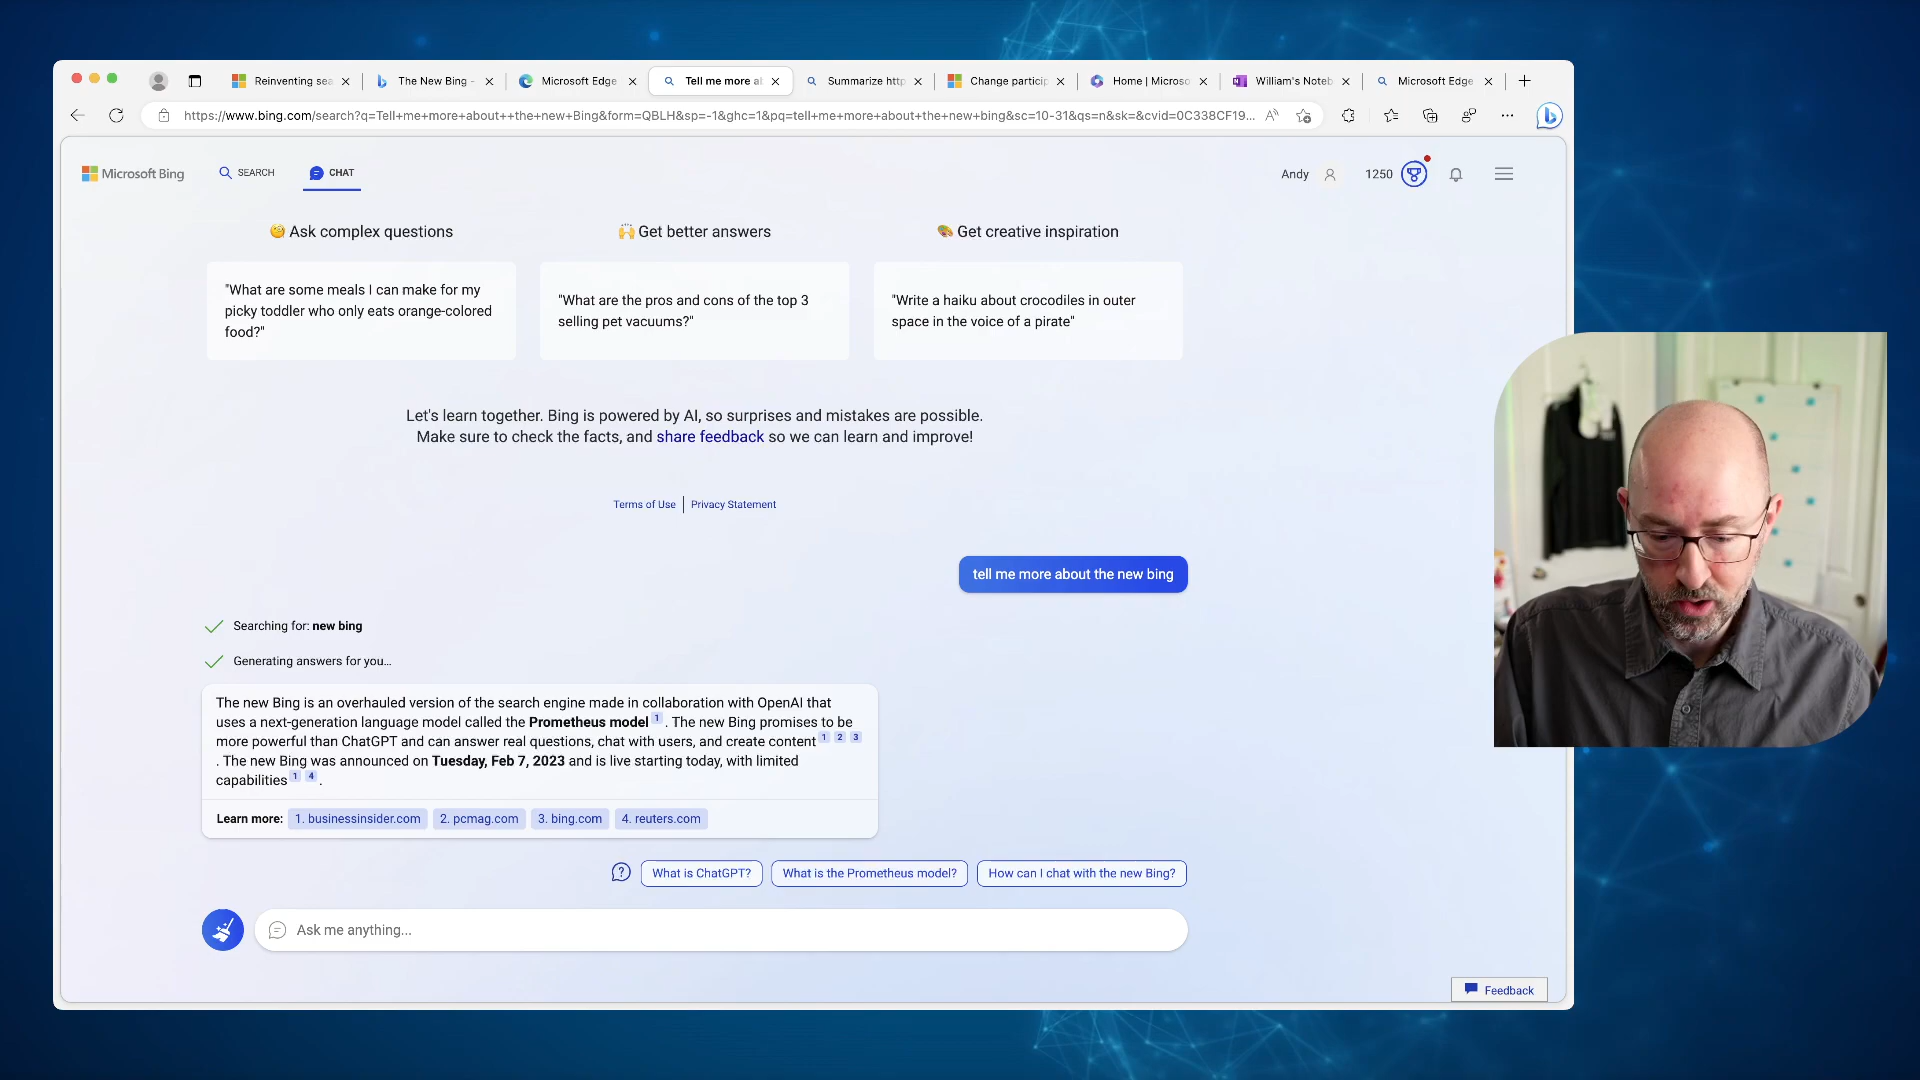 Reinventing sea
The New Bing -
Microsoft Edge
Tell me more al
Summarize http
Change particip
Home | Microso
William's Noteb
Microsoft Edge
https://www.bing.com/search?q=Tell+me+more+about++the+new+Bing&form=QBLH&sp=-1&ghc=1&pq=tell+me+more+about+the+new+bing&sc=10-31&qs=n&sk=&cvid=0C338CF19...
Microsoft Bing
SEARCH
CHAT
Andy
1250
Ask complex questions
Get better answers
Get creative inspiration
"What are some meals I can make for my
picky toddler who only eats orange-colored
food?"
"What are the pros and cons of the top 3
selling pet vacuums?"
"Write a haiku about crocodiles in outer
space in the voice of a pirate"
Let's learn together. Bing is powered by AI, so surprises and mistakes are possible.
Make sure to check the facts, and share feedback so we can learn and improve!
Terms of Use | Privacy Statement
tell me more about the new bing
Searching for: new bing
Generating answers for you...
The new Bing is an overhauled version of the search engine made in collaboration with OpenAI that
uses a next-generation language model called the Prometheus model 1 . The new Bing promises to be
more powerful than ChatGPT and can answer real questions, chat with users, and create content 1 2 3
. The new Bing was announced on Tuesday, Feb 7, 2023 and is live starting today, with limited
capabilities 1 4 .
Learn more: 1. businessinsider.com 2. pcmag.com 3. bing.com 4. reuters.com
What is ChatGPT?
What is the Prometheus model?
How can I chat with the new Bing?
Ask me anything...
Feedback